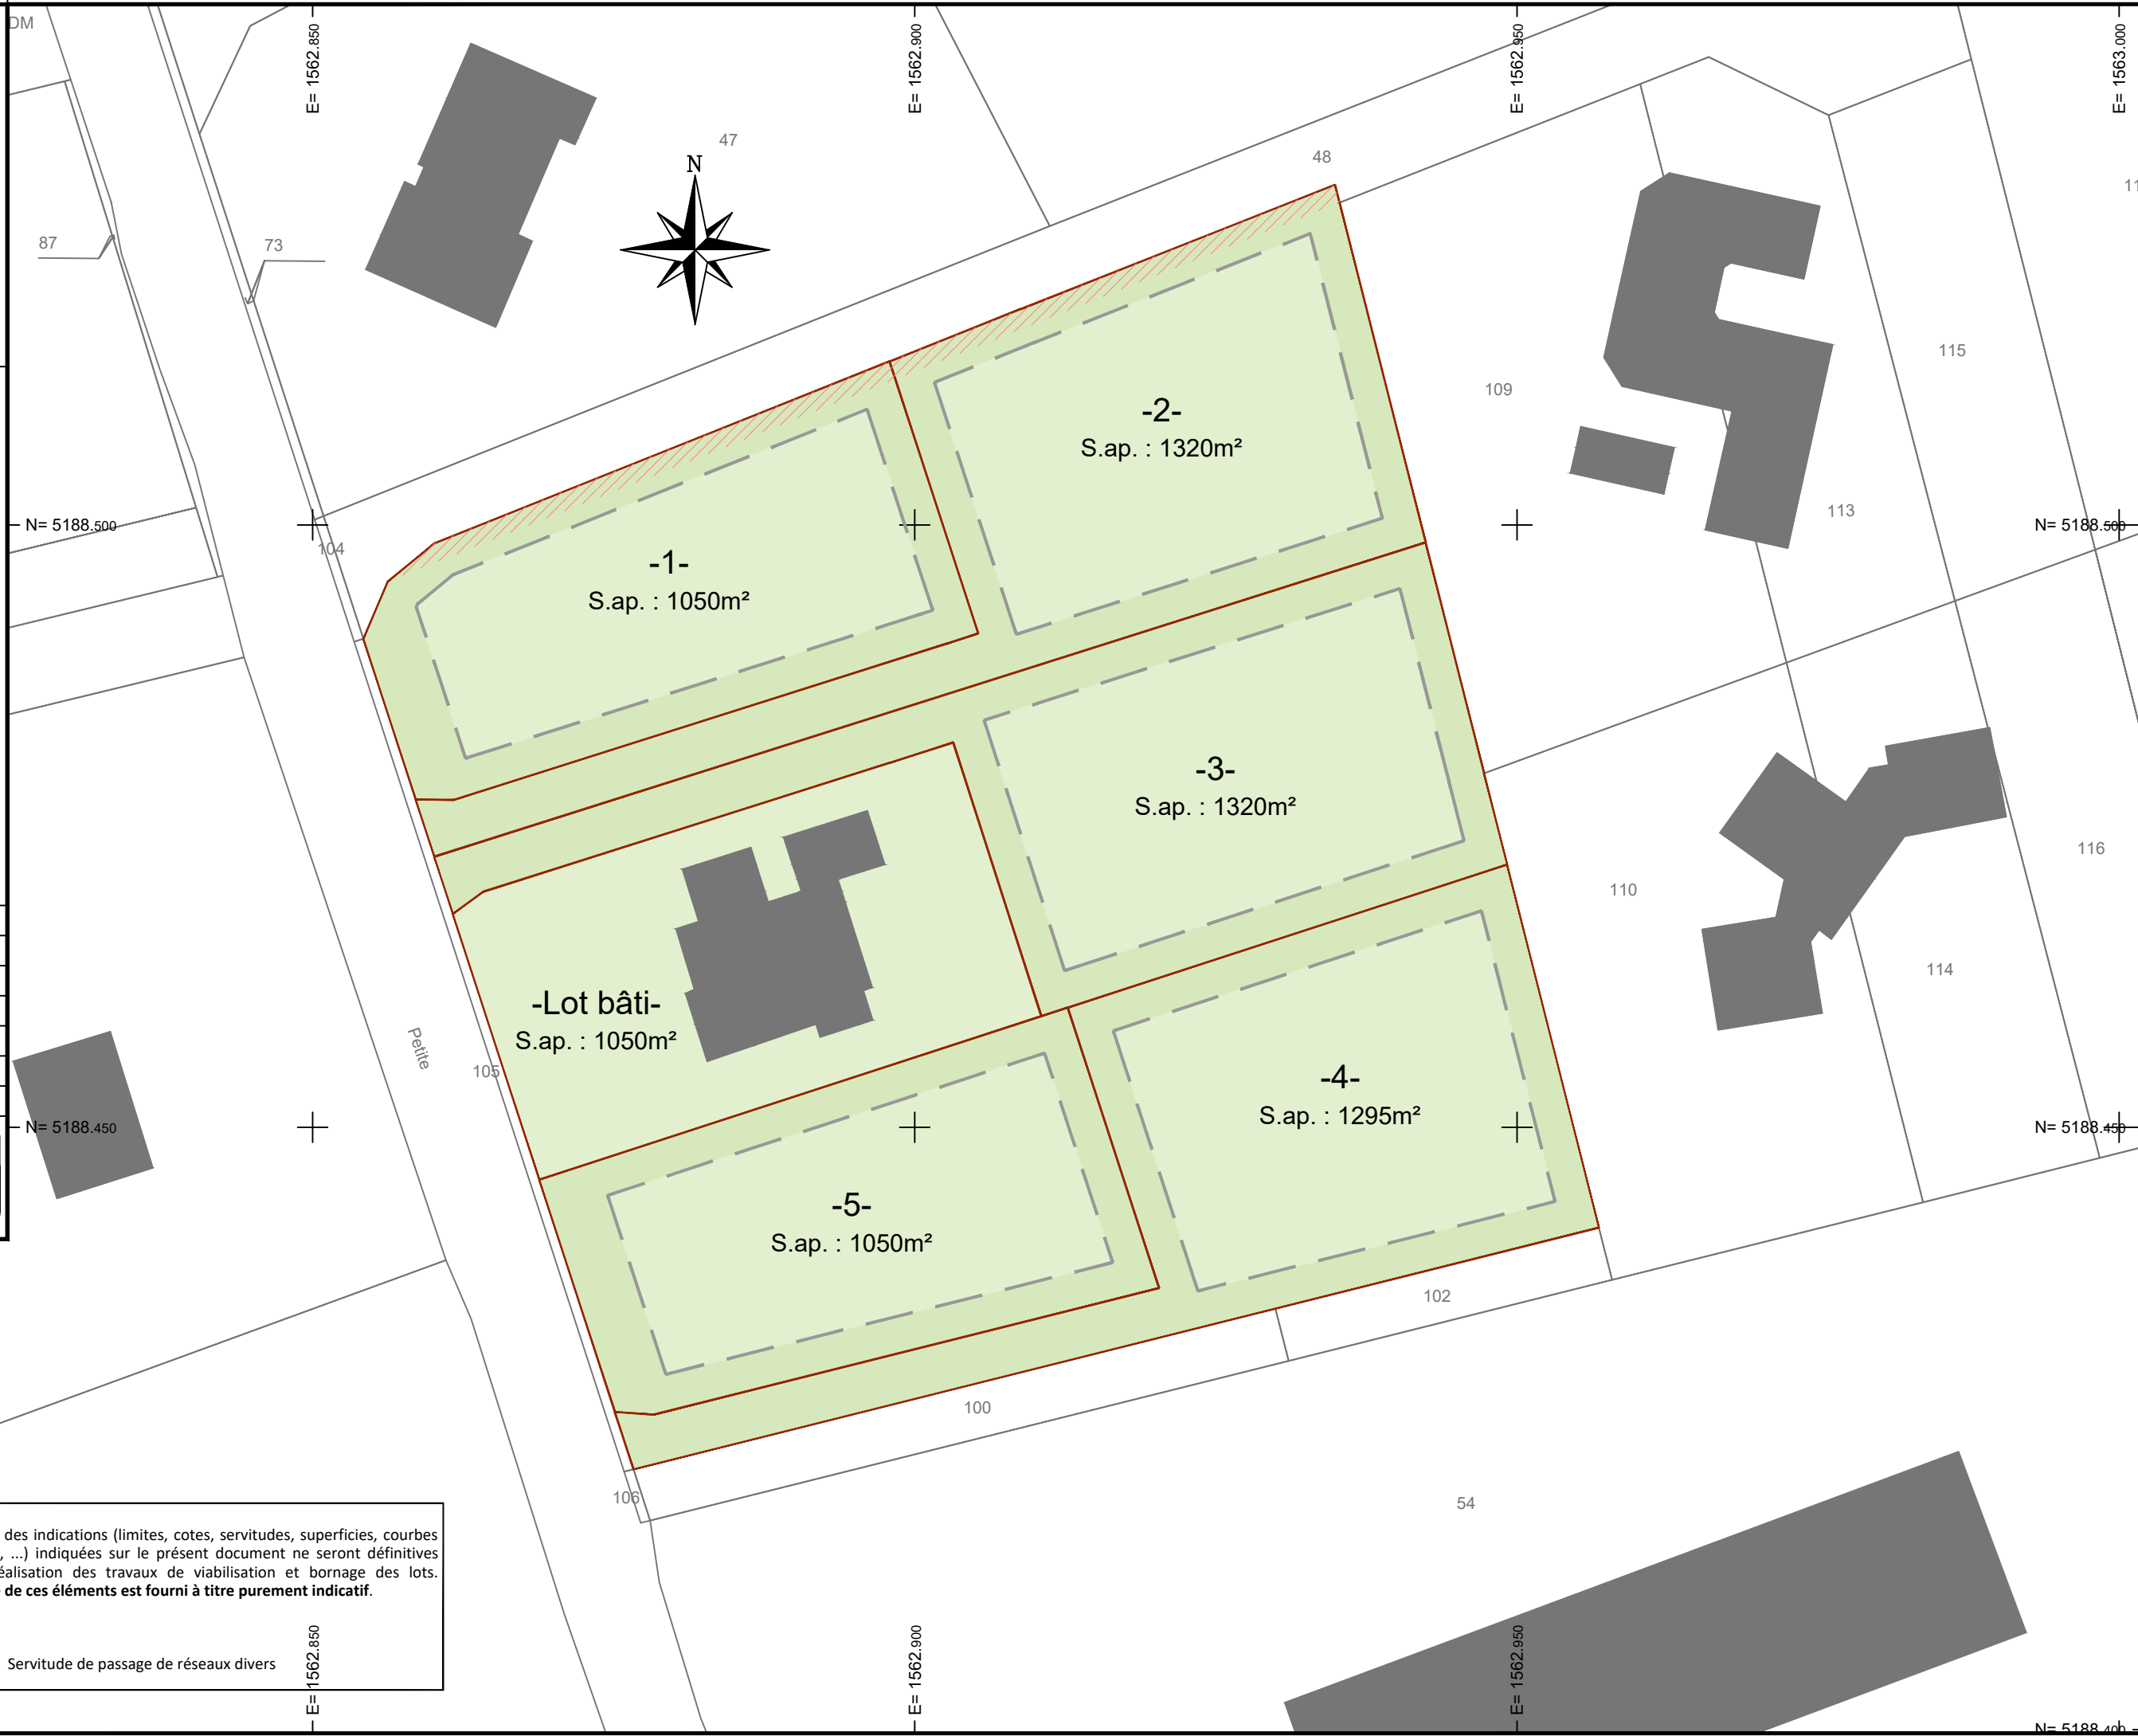 DM
E= 1562.850
E= 1562.900
E= 1562.950
E= 1563.000
47
48
N
87
73
115
109
-2-
S.ap. : 1320m²
N= 5188.500
104
113
N= 5188.500
-1-
S.ap. : 1050m²
-3-
S.ap. : 1320m²
116
110
114
-Lot bâti-
S.ap. : 1050m²
Petite
105
-4-
S.ap. : 1295m²
N= 5188.450
N= 5188.450
-5-
S.ap. : 1050m²
102
100
106
54
des indications (limites, cotes, servitudes, superficies, courbes
, ...) indiquées sur le présent document ne seront définitives
éalisation des travaux de viabilisation et bornage des lots.
de ces éléments est fourni à titre purement indicatif.
Servitude de passage de réseaux divers
E= 1562.850
E= 1562.900
E= 1562.950
N= 5188.400